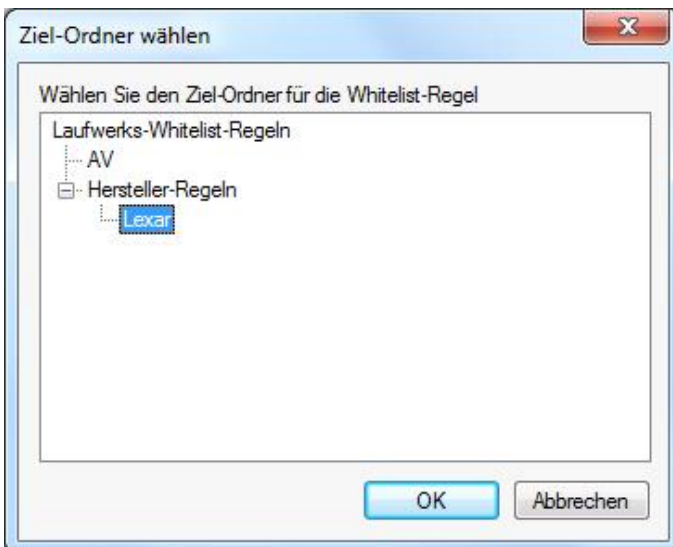 Ziel-Ordner wählen
Wählen Sie den Ziel-Ordner für die Whitelist-Regel
Laufwerks-Whitelist-Regeln
AV
Hersteller-Regeln
Lexar
OK Abbrechen